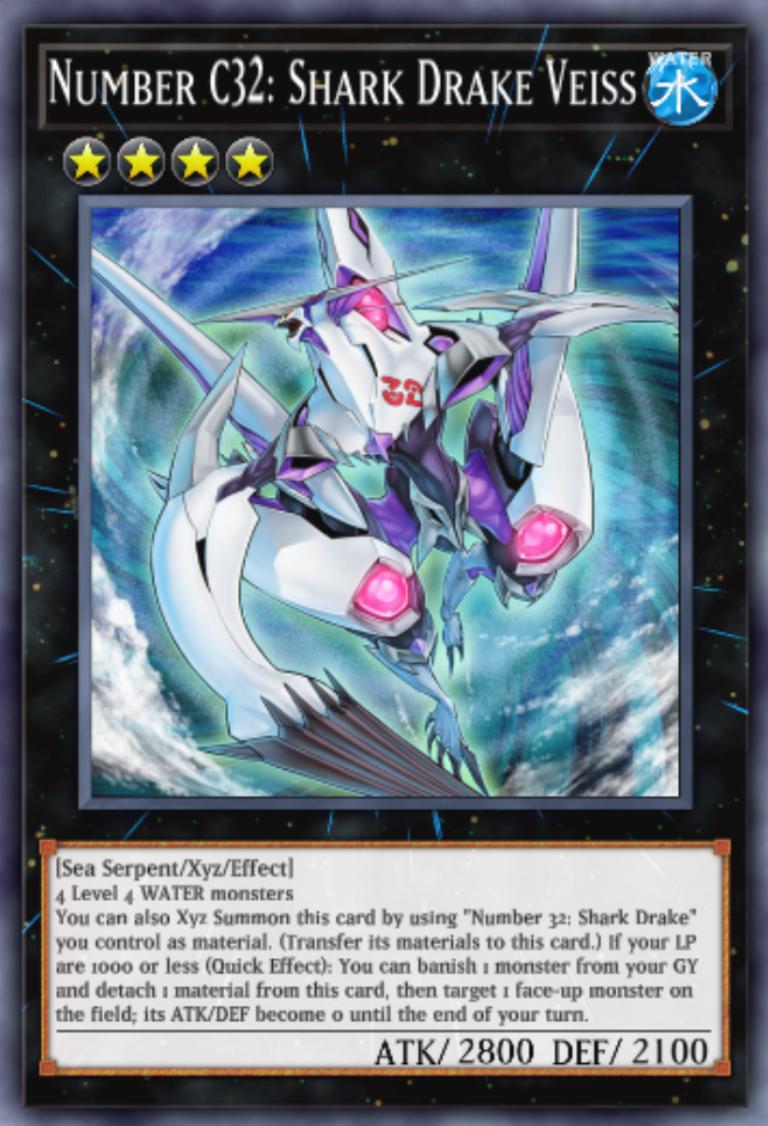 Number C32: Shark Drake Veiss
WATER
水
32
[Sea Serpent/Xyz/Effect]
4 Level 4 WATER monsters
You can also Xyz Summon this card by using "Number 32: Shark Drake"
you control as material. (Transfer its materials to this card.) If your LP
are 1000 or less (Quick Effect): You can banish 1 monster from your GY
and detach 1 material from this card, then target 1 face-up monster on
the field; its ATK/DEF become 0 until the end of your turn.
ATK/ 2800 DEF/ 2100